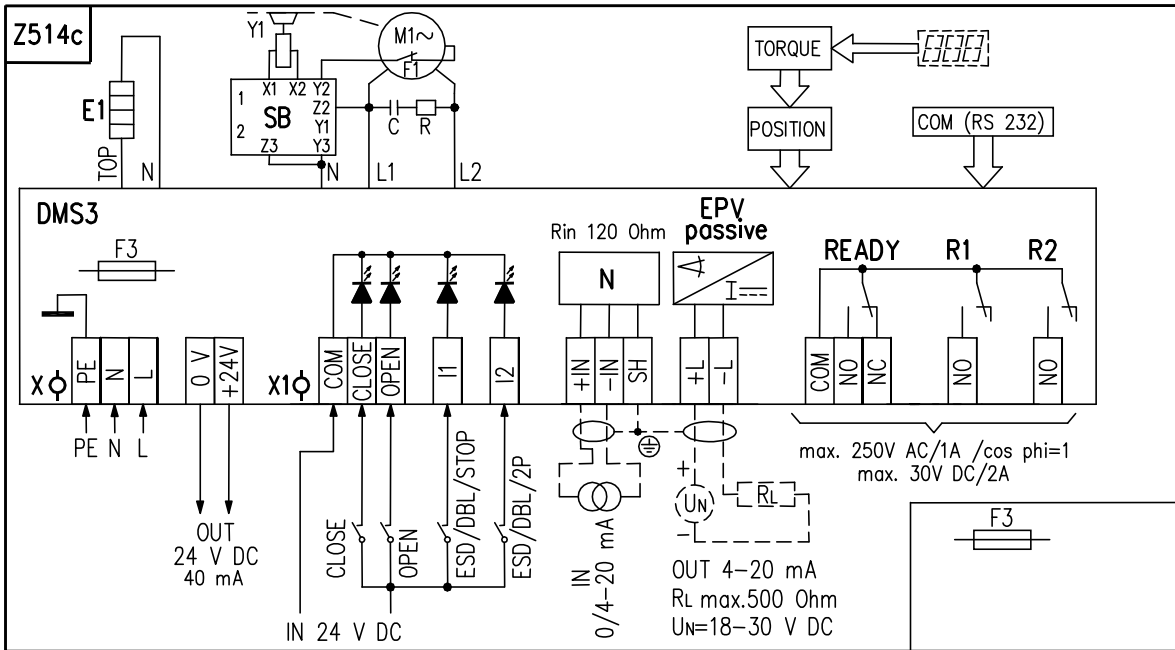 Z514c
Y1
M1~
F1
TORQUE
POSITION
COM (RS 232)
E1
TOP
N
X1 X2 Y2
1 SB Z2
2 Y1
Z3 Y3
C R
N L1 L2
DMS3
F3
Rin 120 Ohm
N
EPV
passive
I
READY R1 R2
X
PE
N
L
0 V
+24V
X1
COM
CLOSE
OPEN
I1
I2
+IN
-IN
SH
+L
-L
COM
NO
NC
NO
NO
PE N L
OUT
24 V DC
40 mA
CLOSE
OPEN
ESD/DBL/STOP
ESD/DBL/2P
IN 24 V DC
IN
0/4-20 mA
+
UN
-
RL
OUT 4-20 mA
RL max.500 Ohm
UN=18-30 V DC
max. 250V AC/1A /cos phi=1
max. 30V DC/2A
F3